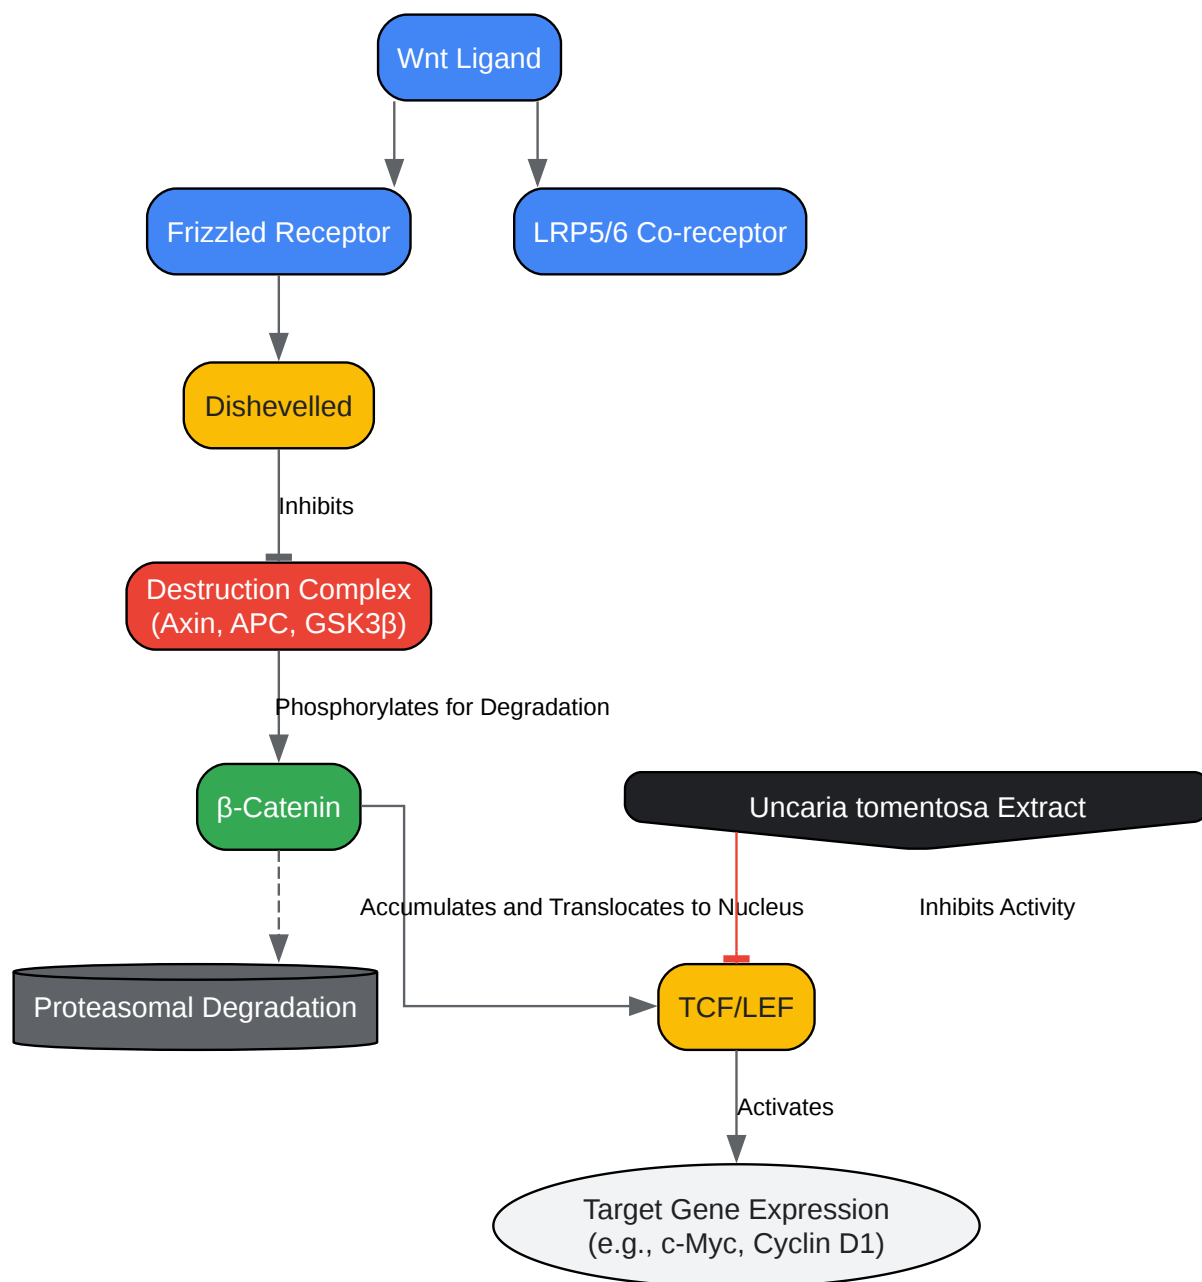 Wnt Ligand
Frizzled Receptor
LRP5/6 Co-receptor
Dishevelled
Inhibits
Destruction Complex
(Axin, APC, GSK3β)
Phosphorylates for Degradation
β-Catenin
Uncaria tomentosa Extract
Accumulates and Translocates to Nucleus
Inhibits Activity
Proteasomal Degradation
TCF/LEF
Activates
Target Gene Expression
(e.g., c-Myc, Cyclin D1)